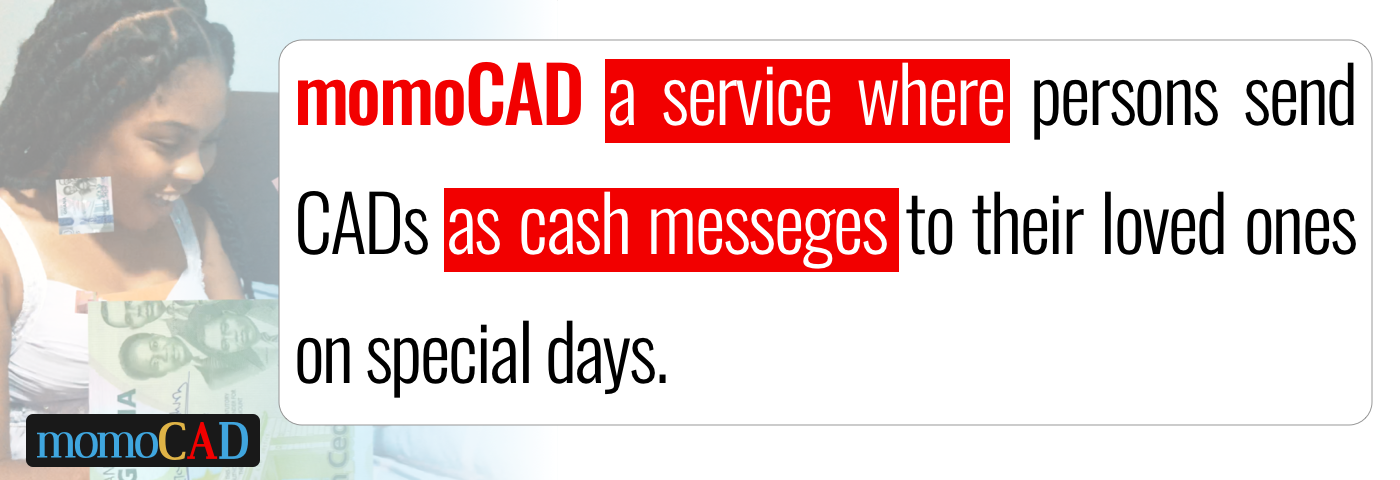 momoCAD a service where persons send
CADs as cash messeges to their loved ones
on special days.
momoCAD